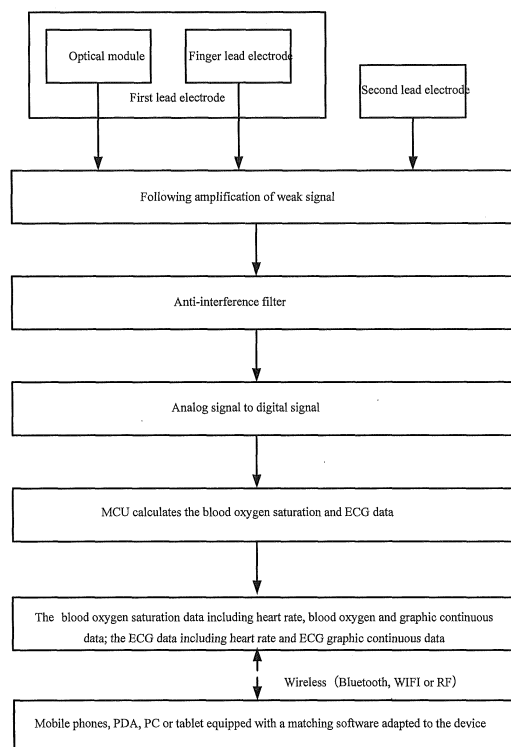 Optical module
Finger lead electrode
First lead electrode
Second lead electrode
Following amplification of weak signal
Anti-interference filter
Analog signal to digital signal
MCU calculates the blood oxygen saturation and ECG data
The blood oxygen saturation data including heart rate, blood oxygen and graphic continuous
data; the ECG data including heart rate and ECG graphic continuous data
Wireless（Bluetooth, WIFI or RF）
Mobile phones, PDA, PC or tablet equipped with a matching software adapted to the device